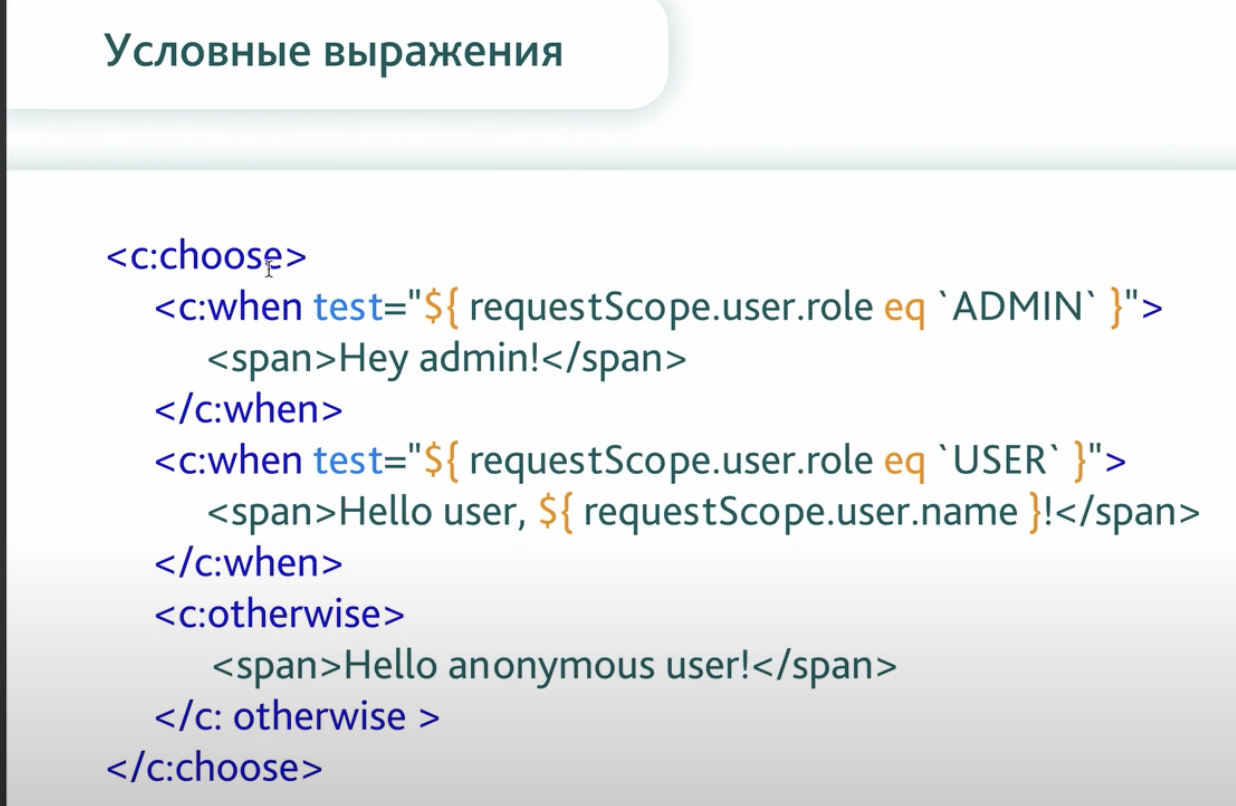 Условные выражения
<c:choose>
<c:when test="${ requestScope.user.role eq `ADMIN` }">
<span>Hey admin!</span>
</c:when>
<c:when test="${ requestScope.user.role eq `USER` }">
<span>Hello user, ${ requestScope.user.name }!</span>
</c:when>
<c:otherwise>
<span>Hello anonymous user!</span>
</c: otherwise >
</c:choose>